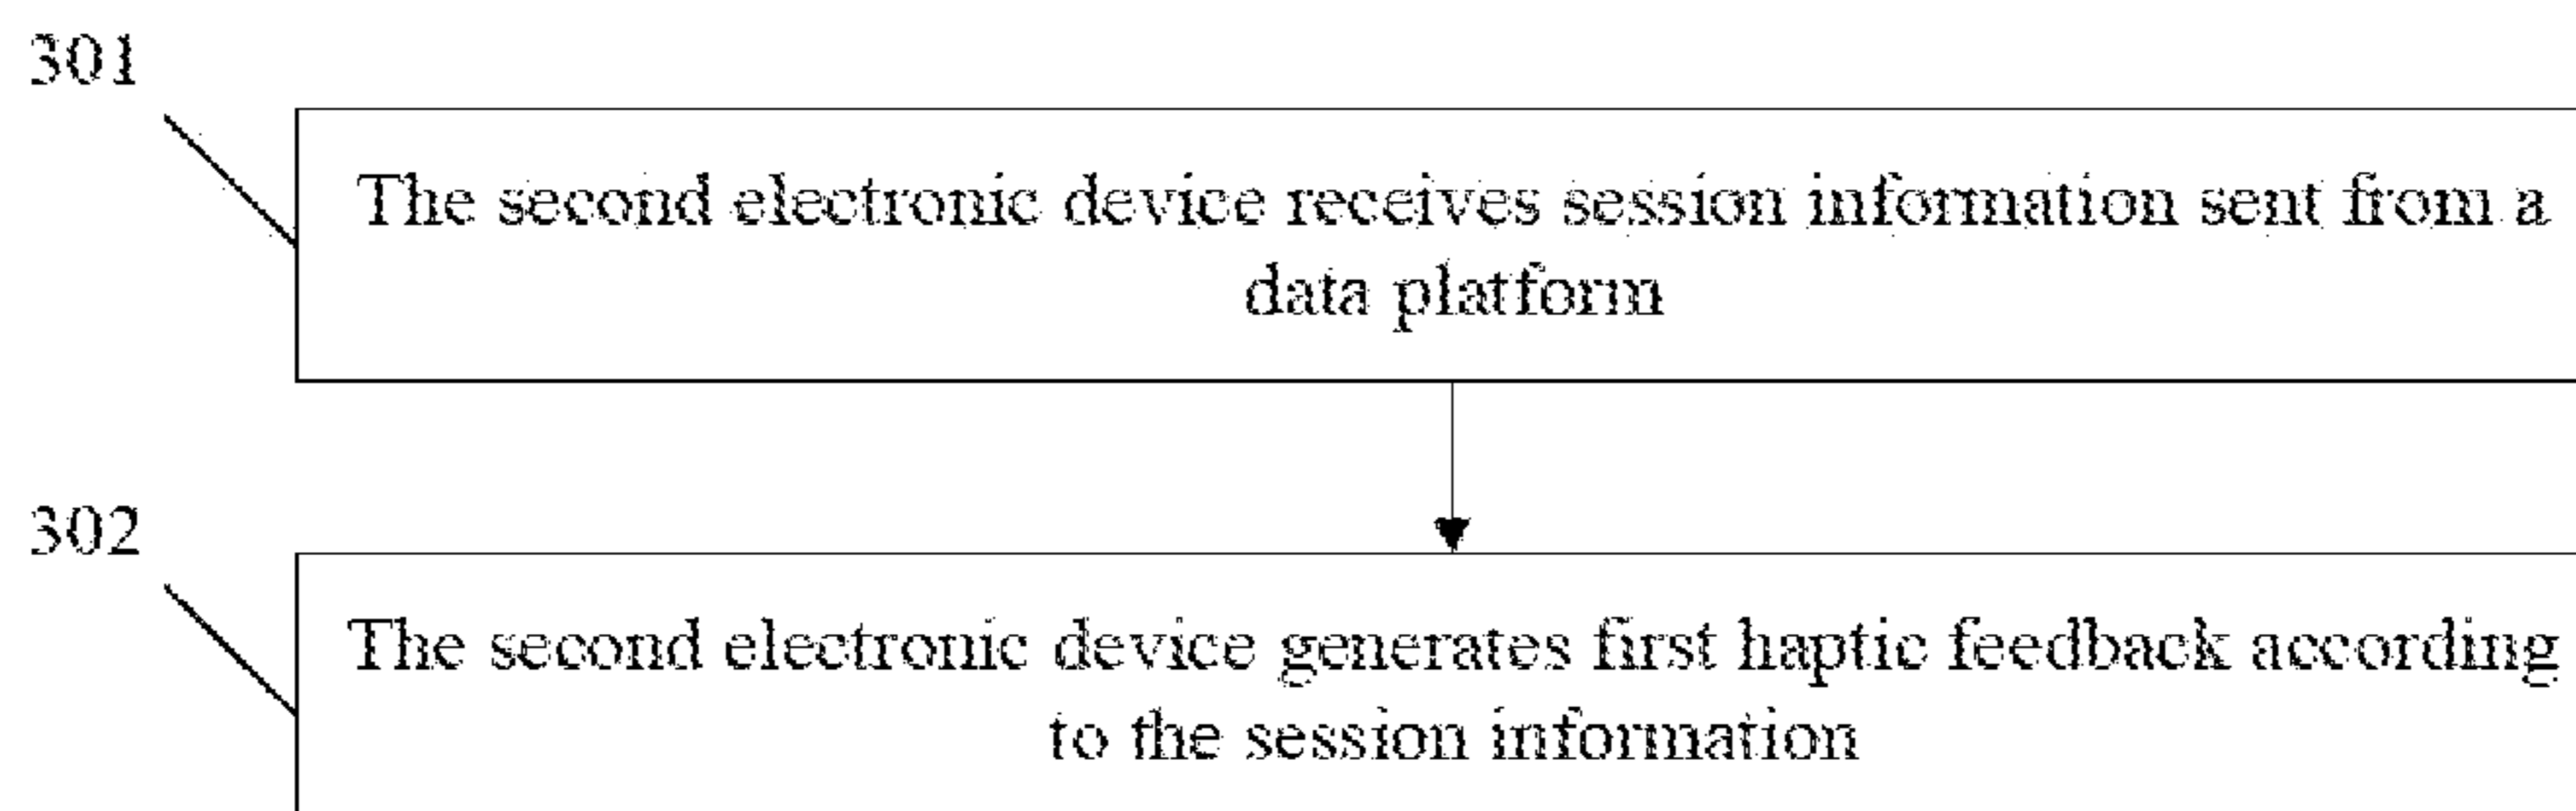 301
The second electronic device receives session information sent from a
data platform
302
The second electronic device generates first haptic feedback according
to the session information